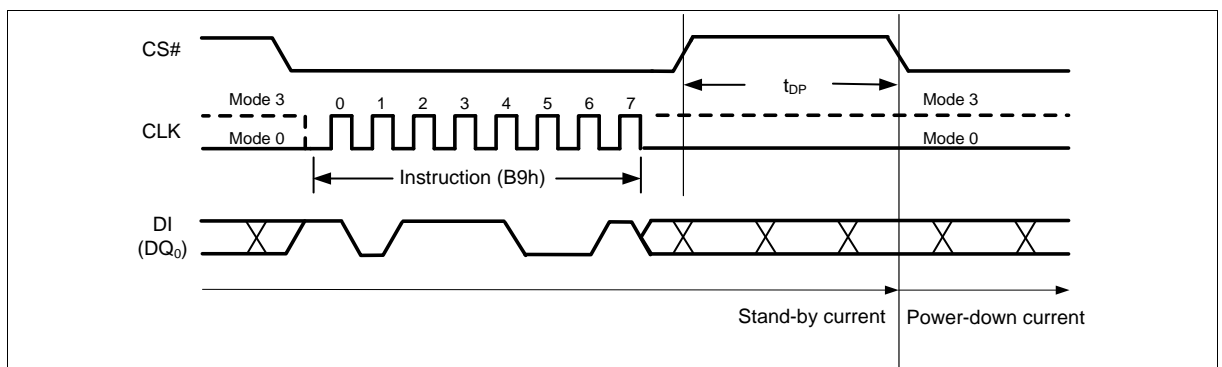 CS#
t_DP
Mode 3 0 1 2 3 4 5 6 7 Mode 3
CLK
Mode 0 Mode 0
Instruction (B9h)
DI
(DQ₀)
Stand-by current Power-down current